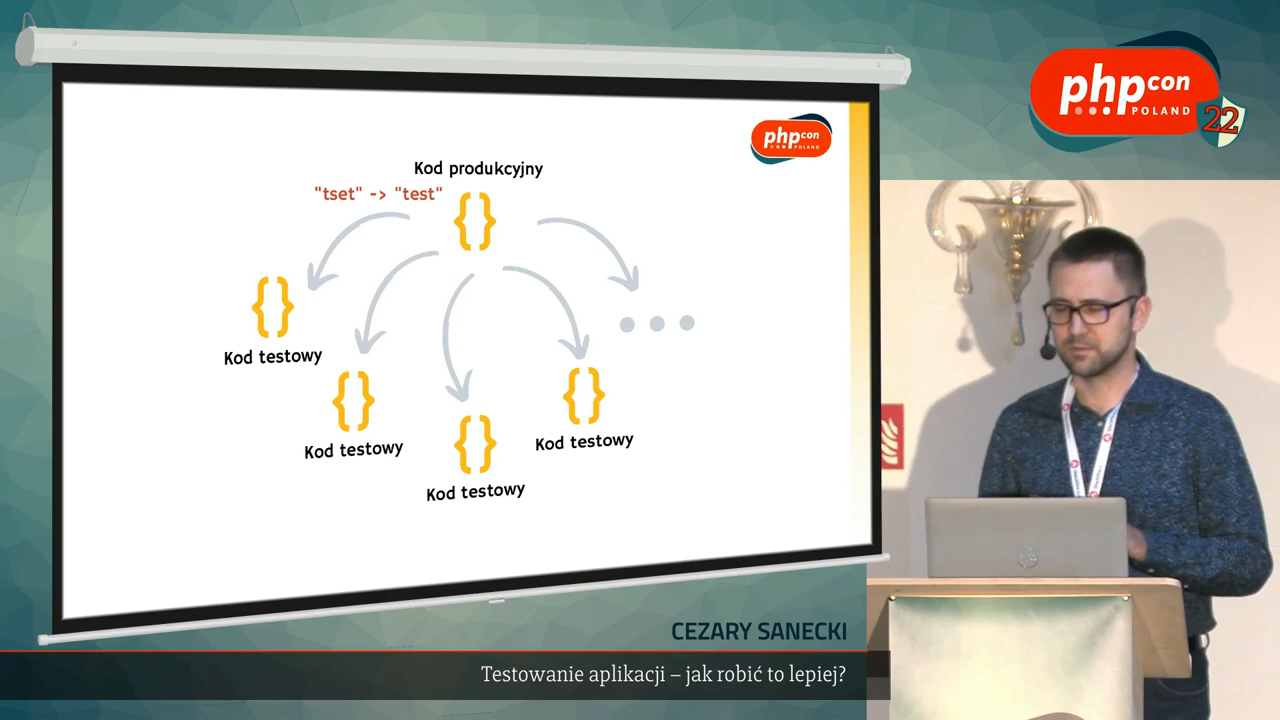 php con
POLAND
22
php con
POLAND
Kod produkcyjny
"tset" -> "test"
{}
{}
Kod testowy
{}
Kod testowy
{}
Kod testowy
{}
Kod testowy
CEZARY SANECKI
Testowanie aplikacji – jak robić to lepiej?